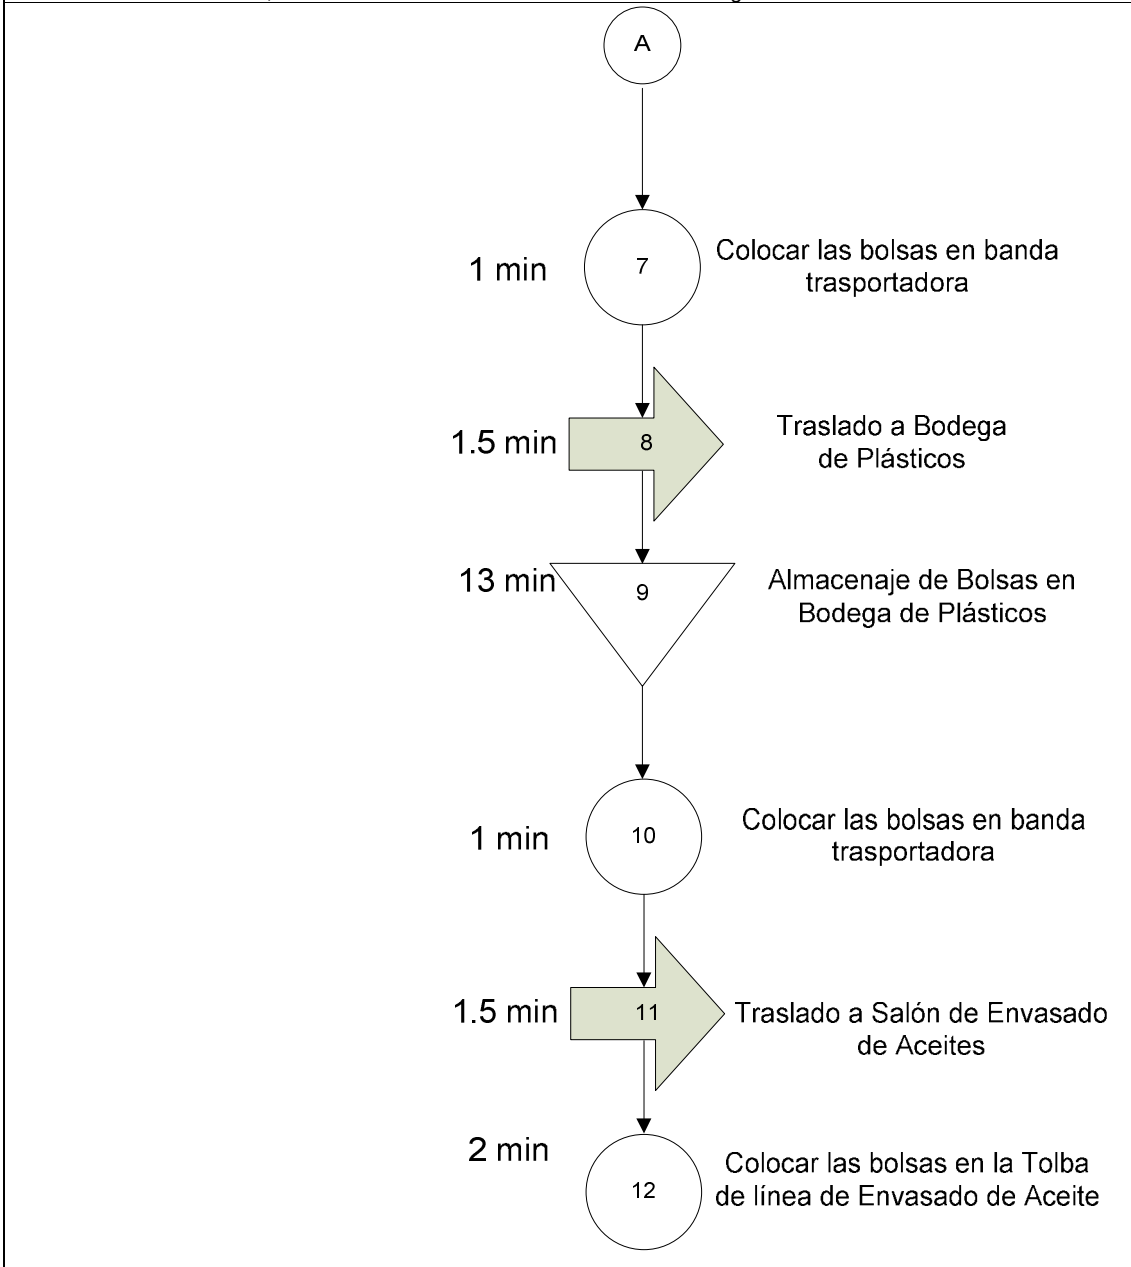 A
1 min
7
Colocar las bolsas en banda
trasportadora
1.5 min
8
Traslado a Bodega
de Plásticos
13 min
9
Almacenaje de Bolsas en
Bodega de Plásticos
1 min
10
Colocar las bolsas en banda
trasportadora
1.5 min
11
Traslado a Salón de Envasado
de Aceites
2 min
12
Colocar las bolsas en la Tolba
de línea de Envasado de Aceite